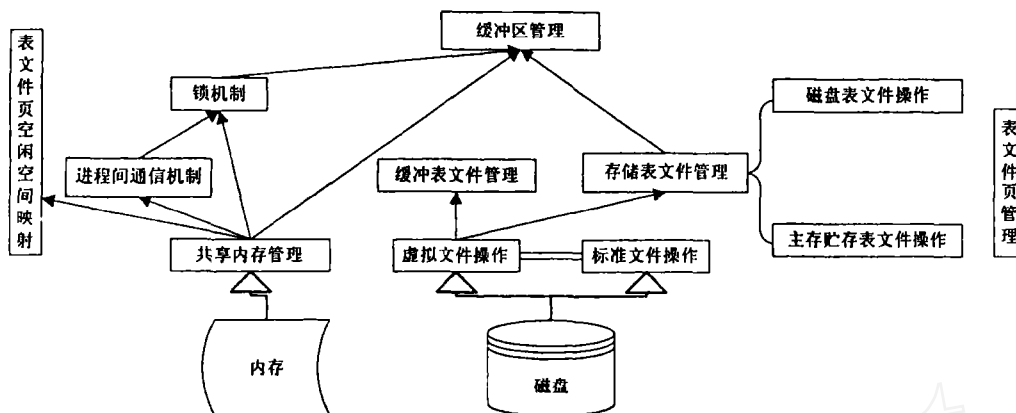 缓冲区管理
表文件页空闲空间映射
锁机制
磁盘表文件操作
表文件页管理
进程间通信机制
缓冲表文件管理
存储表文件管理
共享内存管理
虚拟文件操作
标准文件操作
主存贮存表文件操作
内存
磁盘